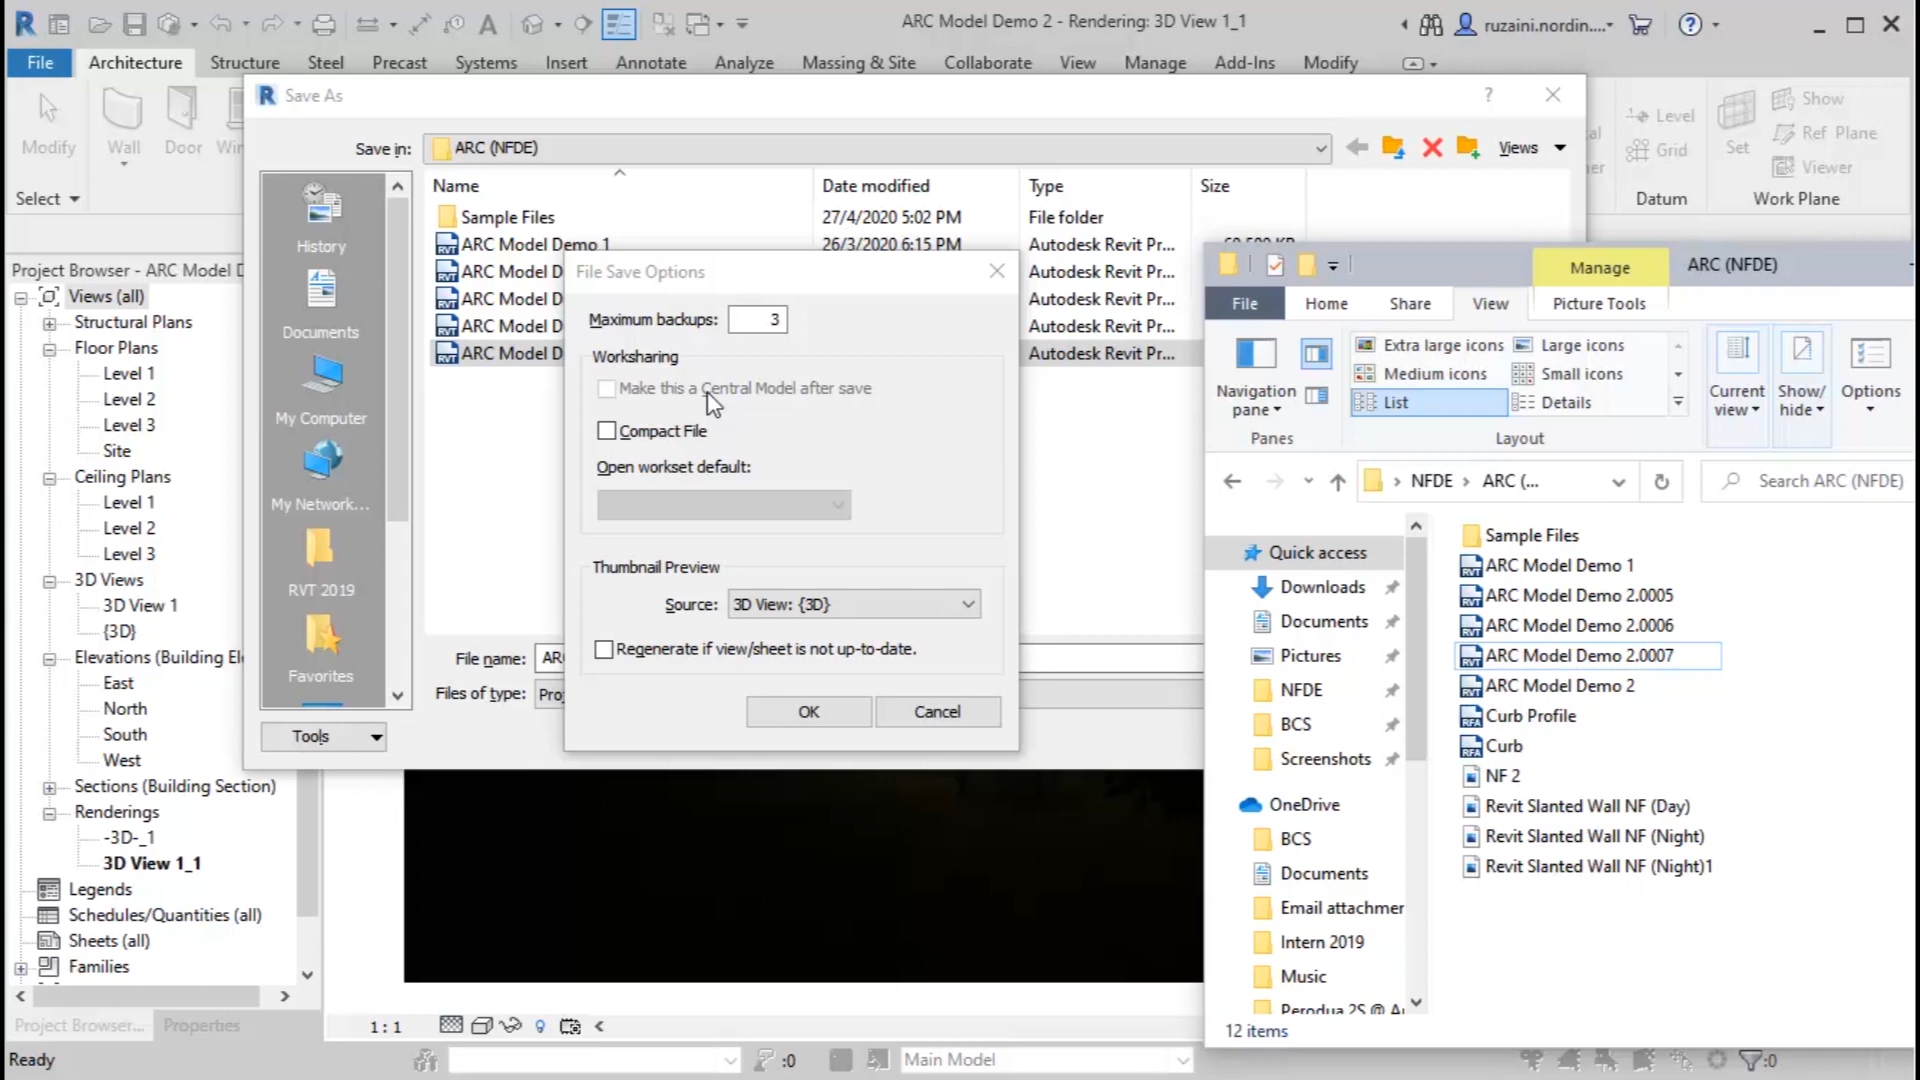 ARC Model Demo 2 - Rendering: 3D View 1_1
ruzaini.nordin....
File
Architecture
Structure
Steel
Precast
Systems
Insert
Annotate
Analyze
Massing & Site
Collaborate
View
Manage
Add-Ins
Modify
Modify
Wall
Door
Select
Level
Grid
Datum
Set
Show
Ref Plane
Viewer
Work Plane
Save As
Save in:
ARC (NFDE)
Views
Name
Date modified
Type
Size
Sample Files
27/4/2020 5:02 PM
File folder
ARC Model Demo 1
26/3/2020 6:15 PM
Autodesk Revit Pr...
ARC Model D
Autodesk Revit Pr...
ARC Model D
Autodesk Revit Pr...
ARC Model D
Autodesk Revit Pr...
ARC Model D
Autodesk Revit Pr...
History
Documents
My Computer
My Network...
RVT 2019
Favorites
Tools
File name:
Files of type:
File Save Options
Maximum backups:
3
Worksharing
Make this a Central Model after save
Compact File
Open workset default:
Thumbnail Preview
Source:
3D View: {3D}
Regenerate if view/sheet is not up-to-date.
OK
Cancel
Manage
ARC (NFDE)
File
Home
Share
View
Picture Tools
Navigation
pane
Panes
Extra large icons
Large icons
Medium icons
Small icons
List
Details
Layout
Current
view
Show/
hide
Options
NFDE
ARC (...
Search ARC (NFDE)
Quick access
Downloads
Documents
Pictures
NFDE
BCS
Screenshots
OneDrive
BCS
Documents
Email attachmer
Intern 2019
Music
Sample Files
ARC Model Demo 1
ARC Model Demo 2.0005
ARC Model Demo 2.0006
ARC Model Demo 2.0007
ARC Model Demo 2
Curb Profile
Curb
NF 2
Revit Slanted Wall NF (Day)
Revit Slanted Wall NF (Night)
Revit Slanted Wall NF (Night)1
12 items
Project Browser - ARC Model D
Views (all)
Structural Plans
Floor Plans
Level 1
Level 2
Level 3
Site
Ceiling Plans
Level 1
Level 2
Level 3
3D Views
3D View 1
{3D}
Elevations (Building El
East
North
South
West
Sections (Building Section)
Renderings
-3D-_1
3D View 1_1
Legends
Schedules/Quantities (all)
Sheets (all)
Families
Project Browser...
Properties
1 : 1
Ready
:0
Main Model
:0